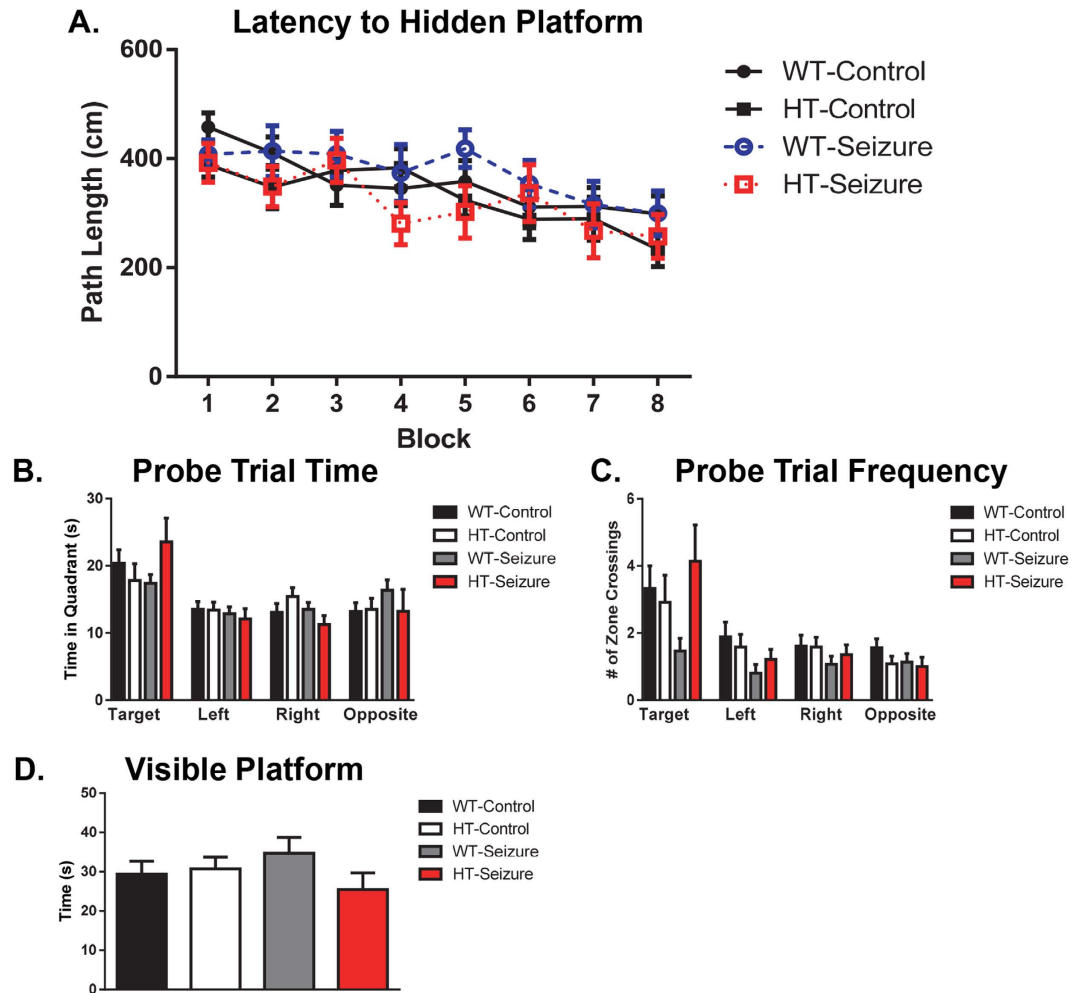 A. Latency to Hidden Platform
600
400
200
0
Path Length (cm)
1 2 3 4 5 6 7 8
Block
WT-Control
HT-Control
WT-Seizure
HT-Seizure
B. Probe Trial Time
30
20
10
0
Time in Quadrant (s)
Target Left Right Opposite
WT-Control
HT-Control
WT-Seizure
HT-Seizure
C. Probe Trial Frequency
6
4
2
0
# of Zone Crossings
Target Left Right Opposite
WT-Control
HT-Control
WT-Seizure
HT-Seizure
D. Visible Platform
50
40
30
20
10
0
Time (s)
WT-Control
HT-Control
WT-Seizure
HT-Seizure